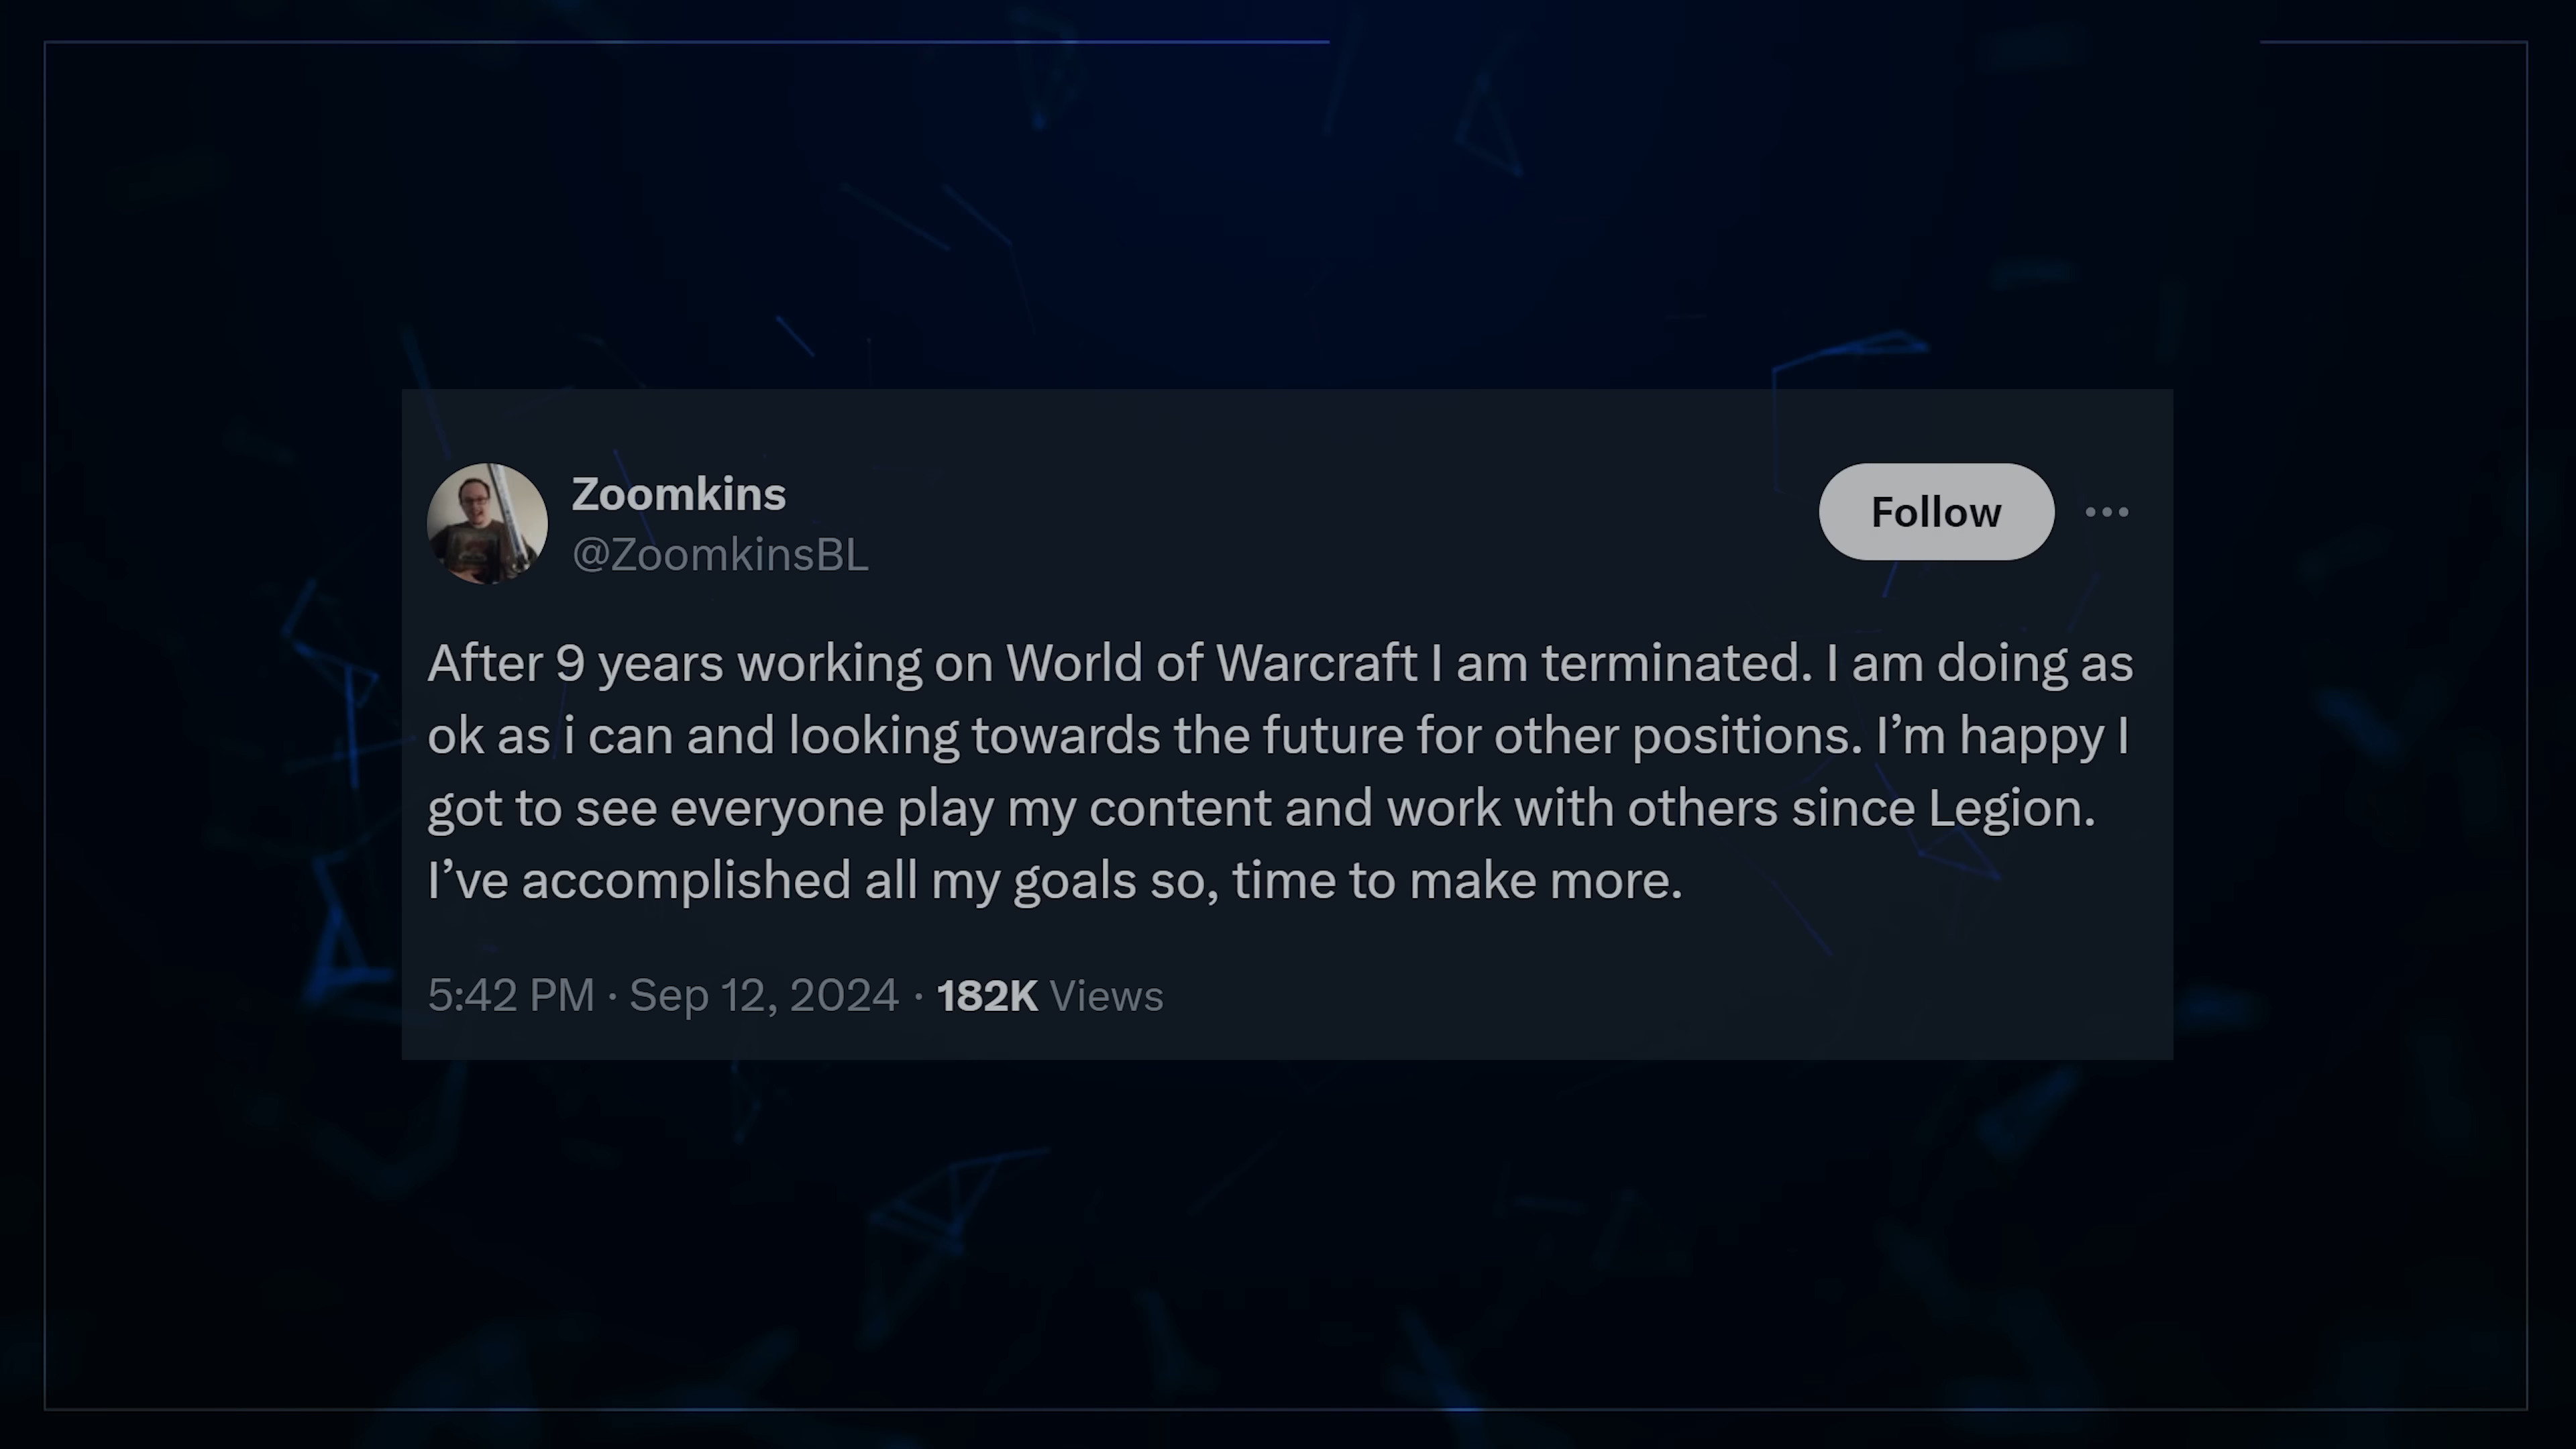 Zoomkins
@ZoomkinsBL
Follow
After 9 years working on World of Warcraft I am terminated. I am doing as
ok as i can and looking towards the future for other positions. I’m happy I
got to see everyone play my content and work with others since Legion.
I’ve accomplished all my goals so, time to make more.
5:42 PM · Sep 12, 2024 · 182K Views